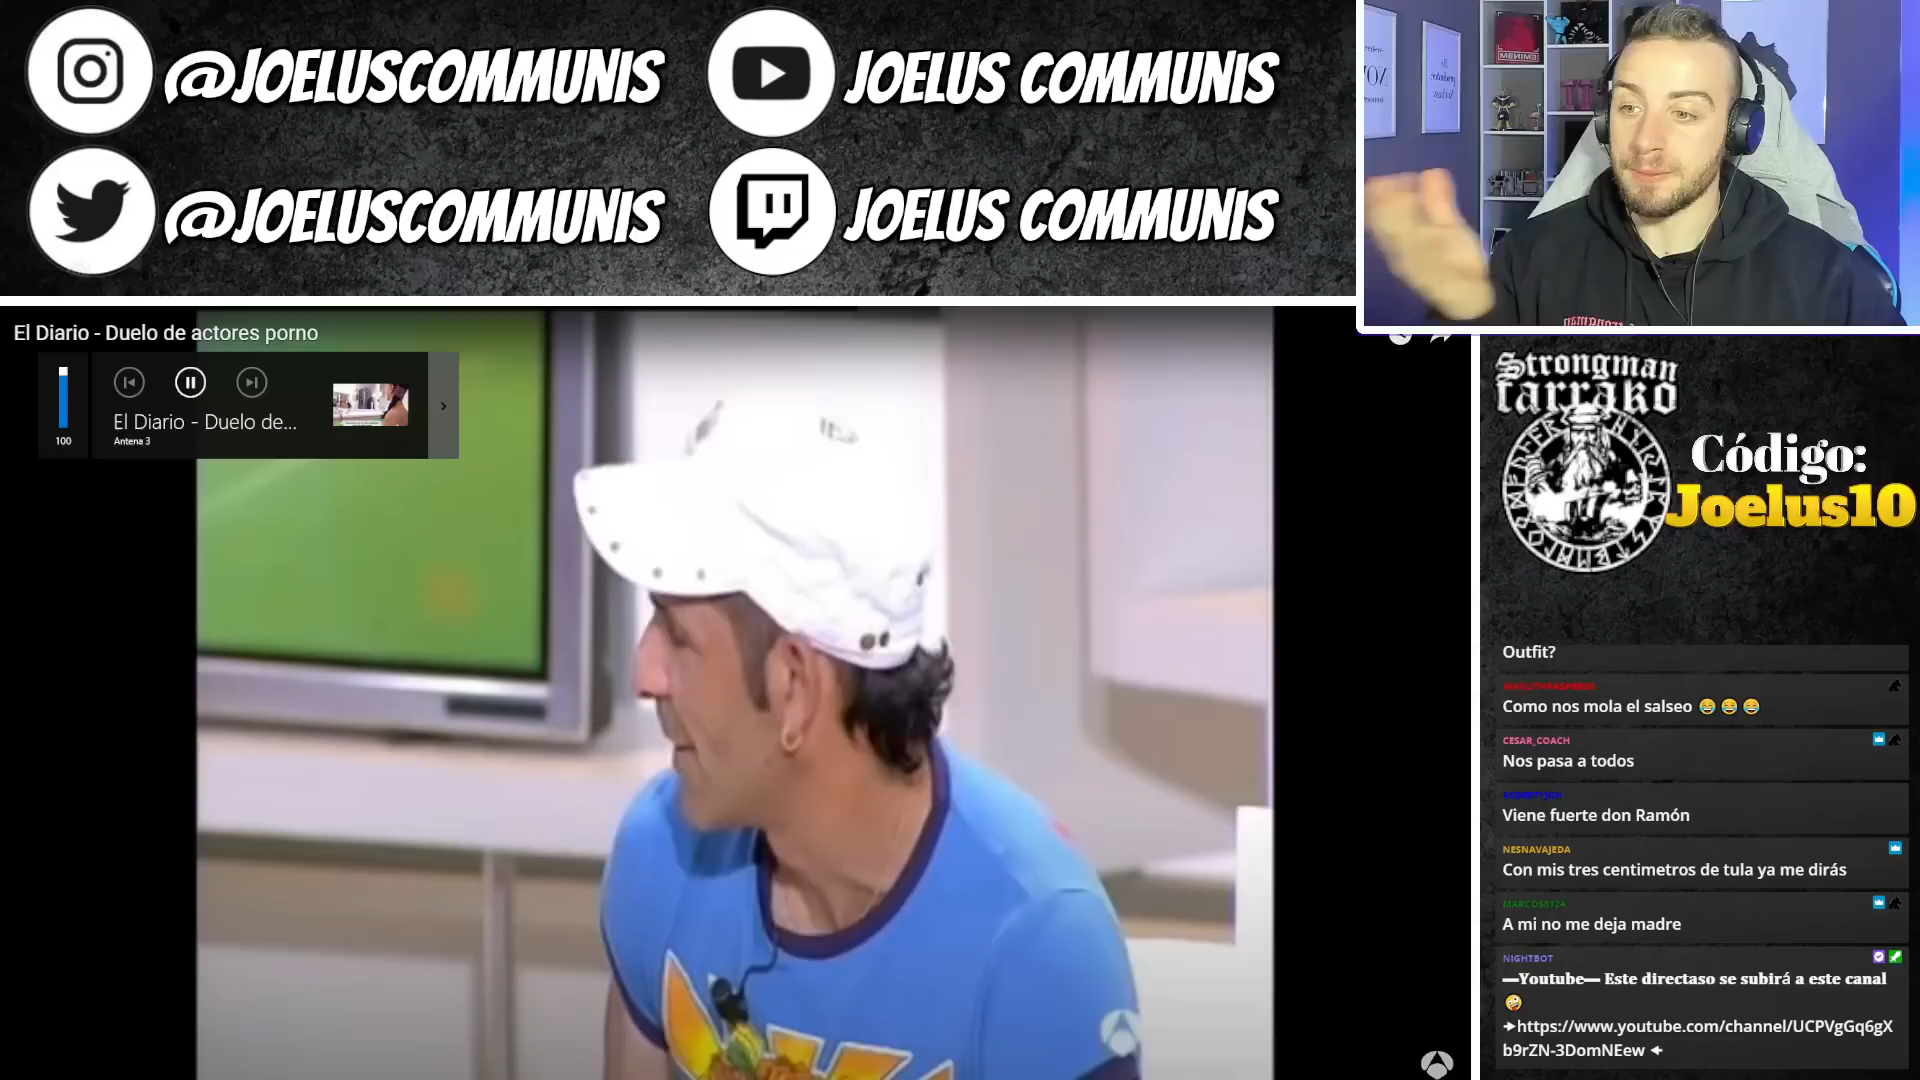 @JOELUSCOMMUNIS
JOELUS COMMUNIS
@JOELUSCOMMUNIS
JOELUS COMMUNIS
El Diario - Duelo de actores porno
100
El Diario - Duelo de...
Antena 3
EMINEM
NOW
Strongman
tarrako
Código:
Joelus10
Outfit?
Como nos mola el salseo 😂 😂 😂
CESAR_COACH
Nos pasa a todos
Viene fuerte don Ramón
NESNAVAJEDA
Con mis tres centimetros de tula ya me dirás
MARCOS8124
A mi no me deja madre
NIGHTBOT
—Youtube— Este directaso se subirá a este canal
🤪
➔https://www.youtube.com/channel/UCPVgGq6gX
b9rZN-3DomNEew ←